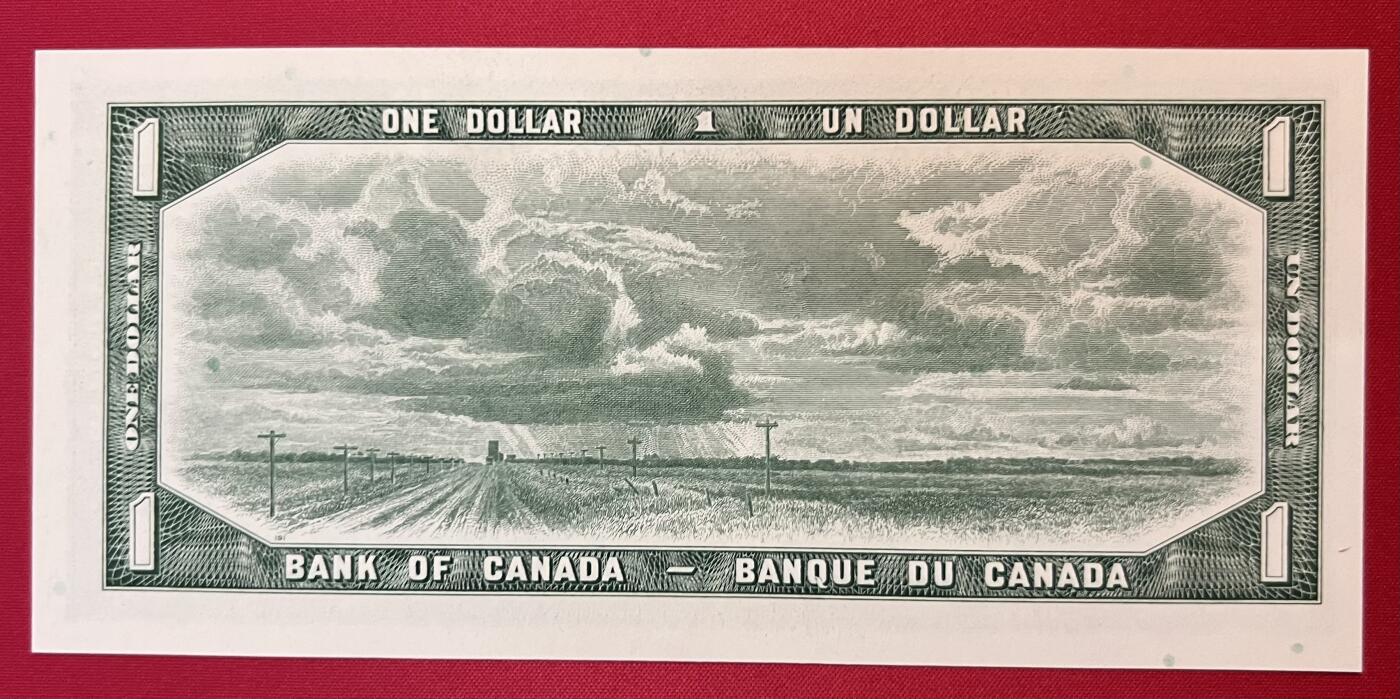 ONE DOLLAR 1 UN DOLLAR
1 1
ONE DOLLAR
UN DOLLAR
1 1
BANK OF CANADA — BANQUE DU CANADA